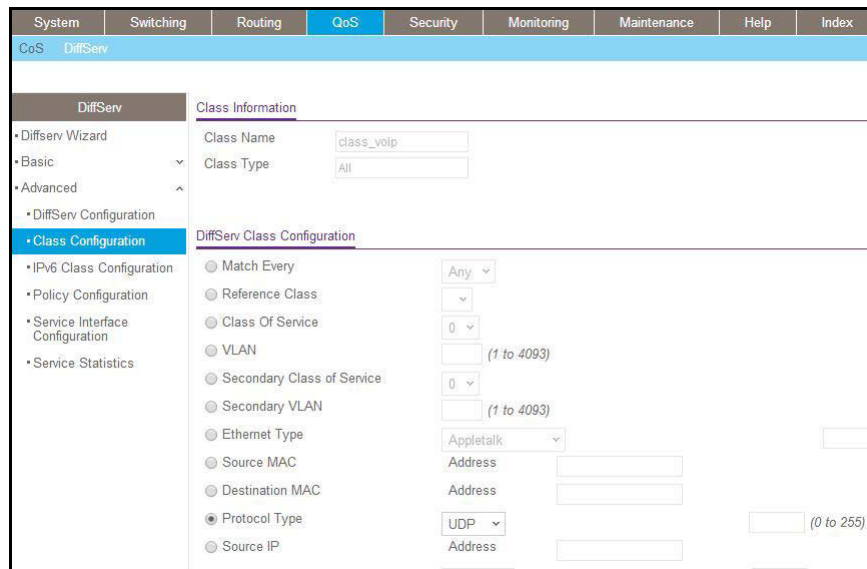 System Switching Routing QoS Security Monitoring Maintenance Help Index
CoS DiffServ
DiffServ
Diffserv Wizard
Basic
Advanced
DiffServ Configuration
Class Configuration
IPv6 Class Configuration
Policy Configuration
Service Interface
Configuration
Service Statistics
Class Information
Class Name class_voip
Class Type All
DiffServ Class Configuration
Match Every Any
Reference Class
Class Of Service 0
VLAN (1 to 4093)
Secondary Class of Service 0
Secondary VLAN (1 to 4093)
Ethernet Type Appletalk
Source MAC Address
Destination MAC Address
Protocol Type UDP (0 to 255)
Source IP Address